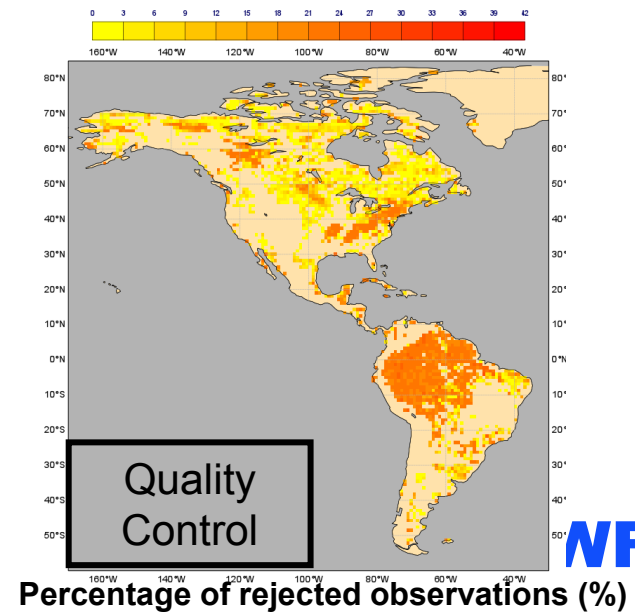 0 3 6 9 12 15 18 21 24 27 30 33 36 39 42
160°W 140°W 120°W 100°W 80°W 60°W 40°W
80°N 80°
70°N 70°
60°N 60°
50°N 50°
40°N 40°
30°N 30°
20°N 20°
10°N 10°
0°N 0°N
10°S 10°
20°S 20°
30°S 30°
40°S 40°
50°S 50°
Quality
Control
WF
160°W 140°W 120°W 100°W 80°W 60°W 40°W
Percentage of rejected observations (%)